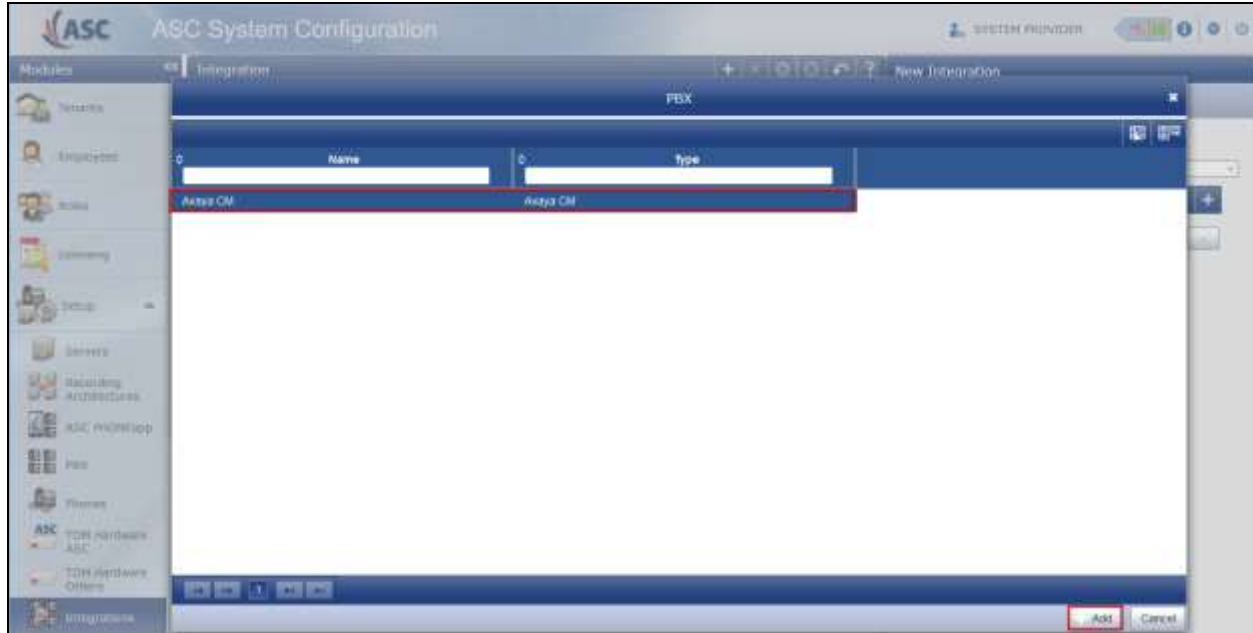 ASC
ASC System Configuration
SYSTEM PROVIDER
Modules
Integration
New Integration
PBX
Tenants
Employees
Name
Type
Avaya CM
Avaya CM
Licensing
Setup
Servers
Recording
Architectures
ASC PHONEapp
PBX
Phones
ASC
TDM Hardware
ASC
TDM Hardware
Others
1
Integrations
Add
Cancel